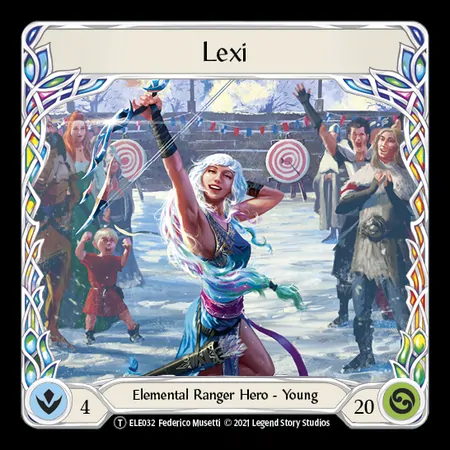 Lexi
4
Elemental Ranger Hero - Young
20
T ELE032 Federico Musetti © 2021 Legend Story Studios